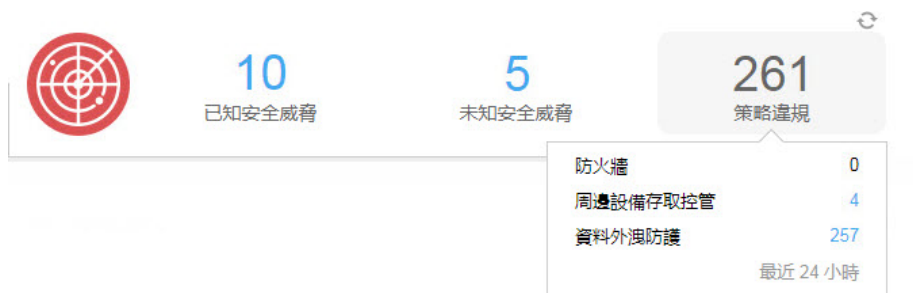 10
已知安全威脅
5
未知安全威脅
261
策略違規
防火牆 0
周邊設備存取控管 4
資料外洩防護 257
最近 24 小時